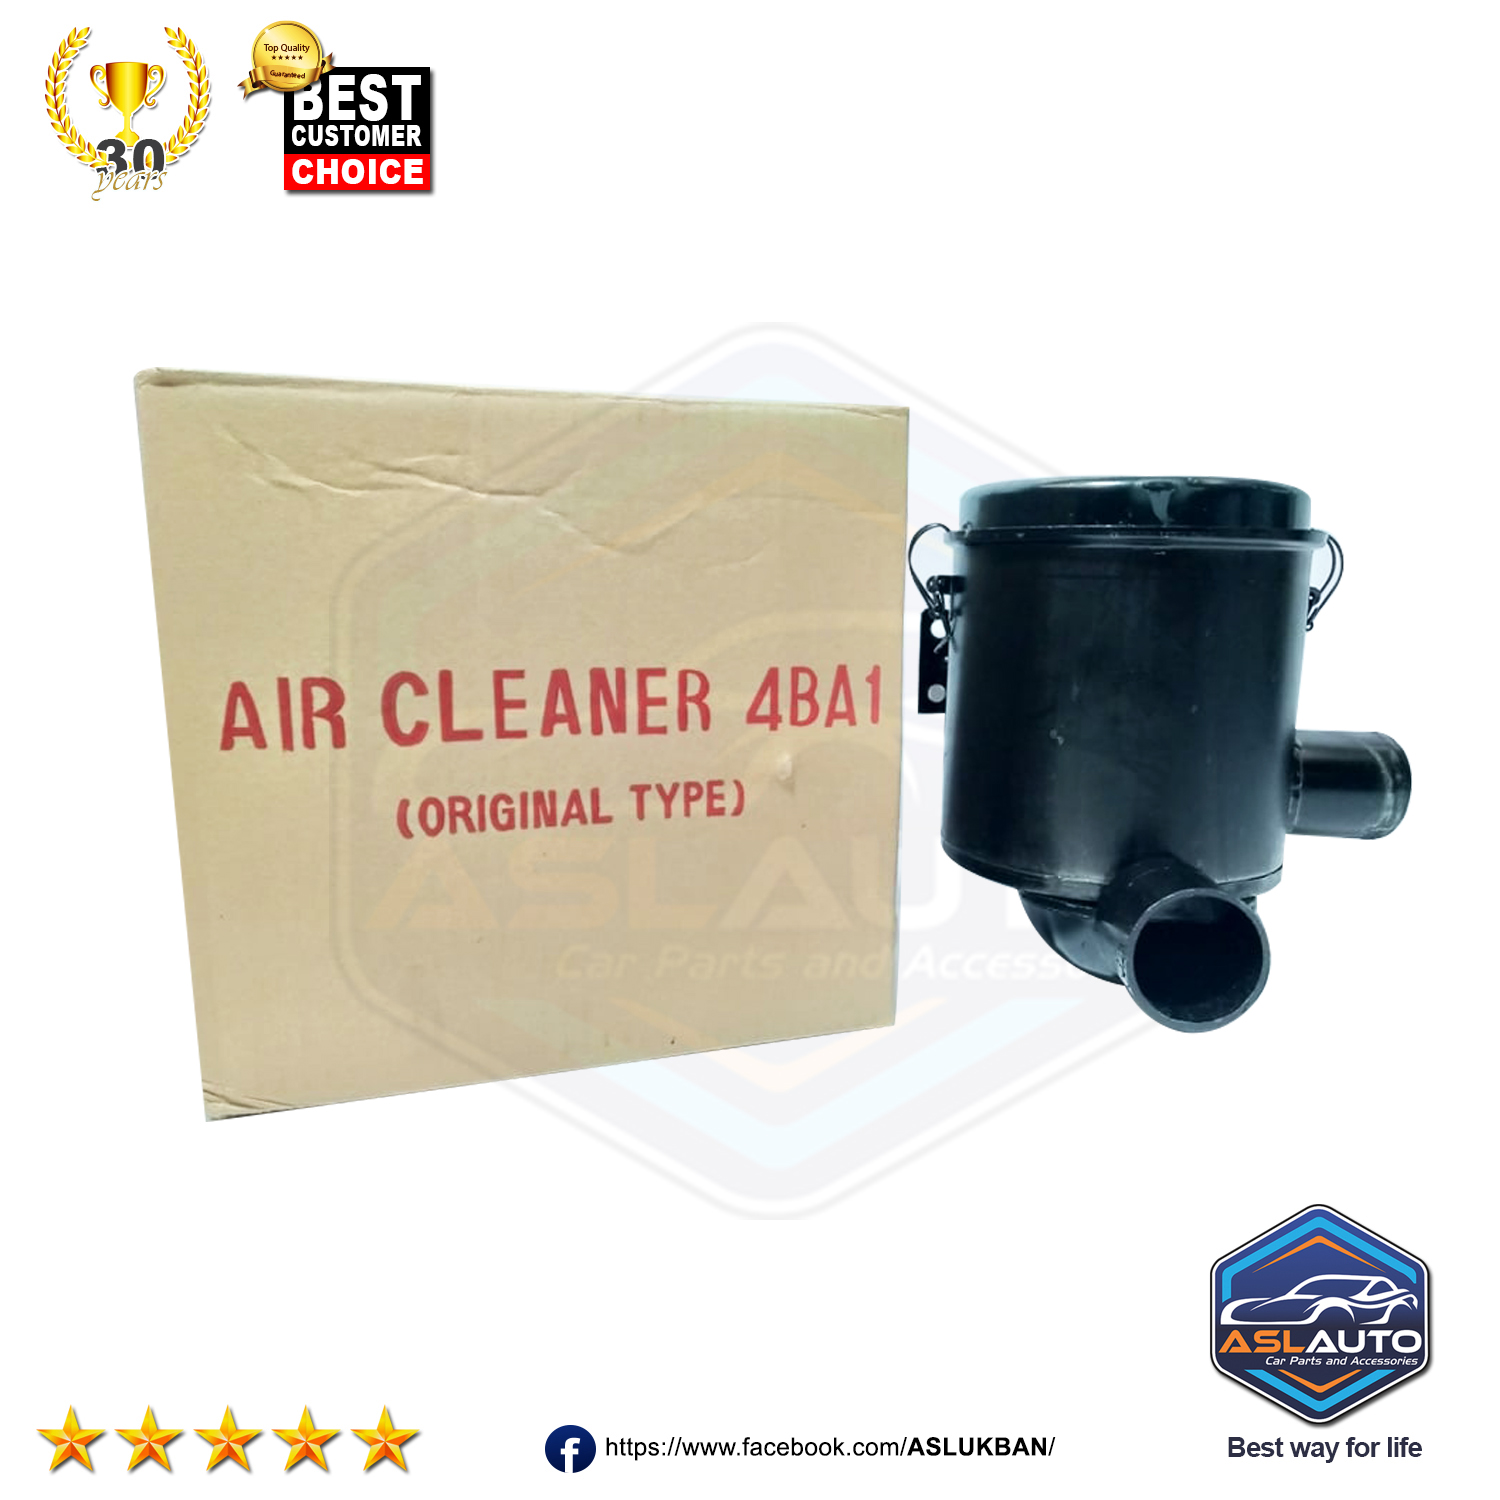 30
years
Top Quality
Guaranteed
BEST
CUSTOMER
CHOICE
AIR CLEANER 4BA1
(ORIGINAL TYPE)
ASLAUTO
Car Parts and Accesso
ASLAUTO
Car Parts and Accessories
Best way for life
https://www.facebook.com/ASLUKBAN/